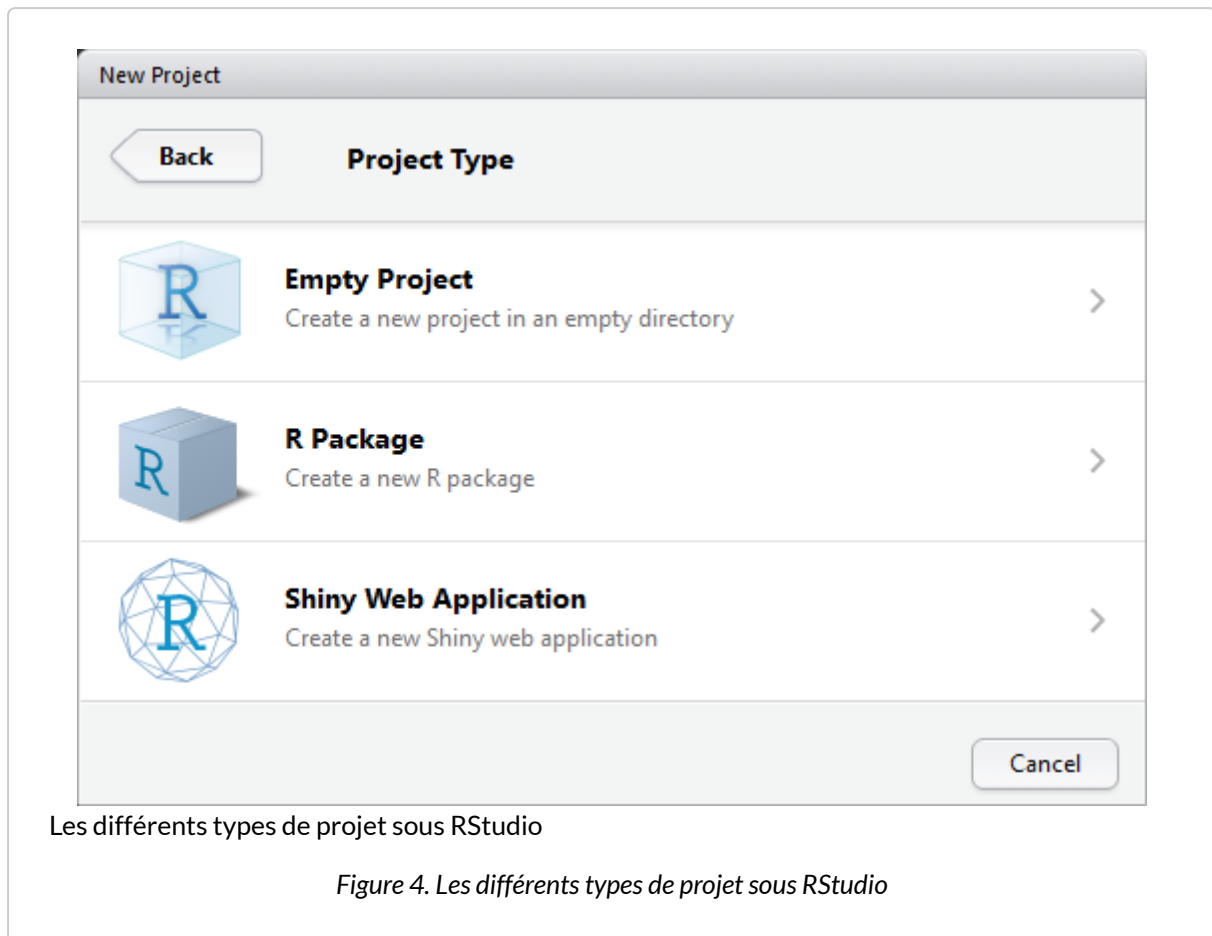 New Project
Back
Project Type
R
Empty Project
Create a new project in an empty directory
R
R Package
Create a new R package
R
Shiny Web Application
Create a new Shiny web application
Cancel
Les différents types de projet sous RStudio
Figure 4. Les différents types de projet sous RStudio